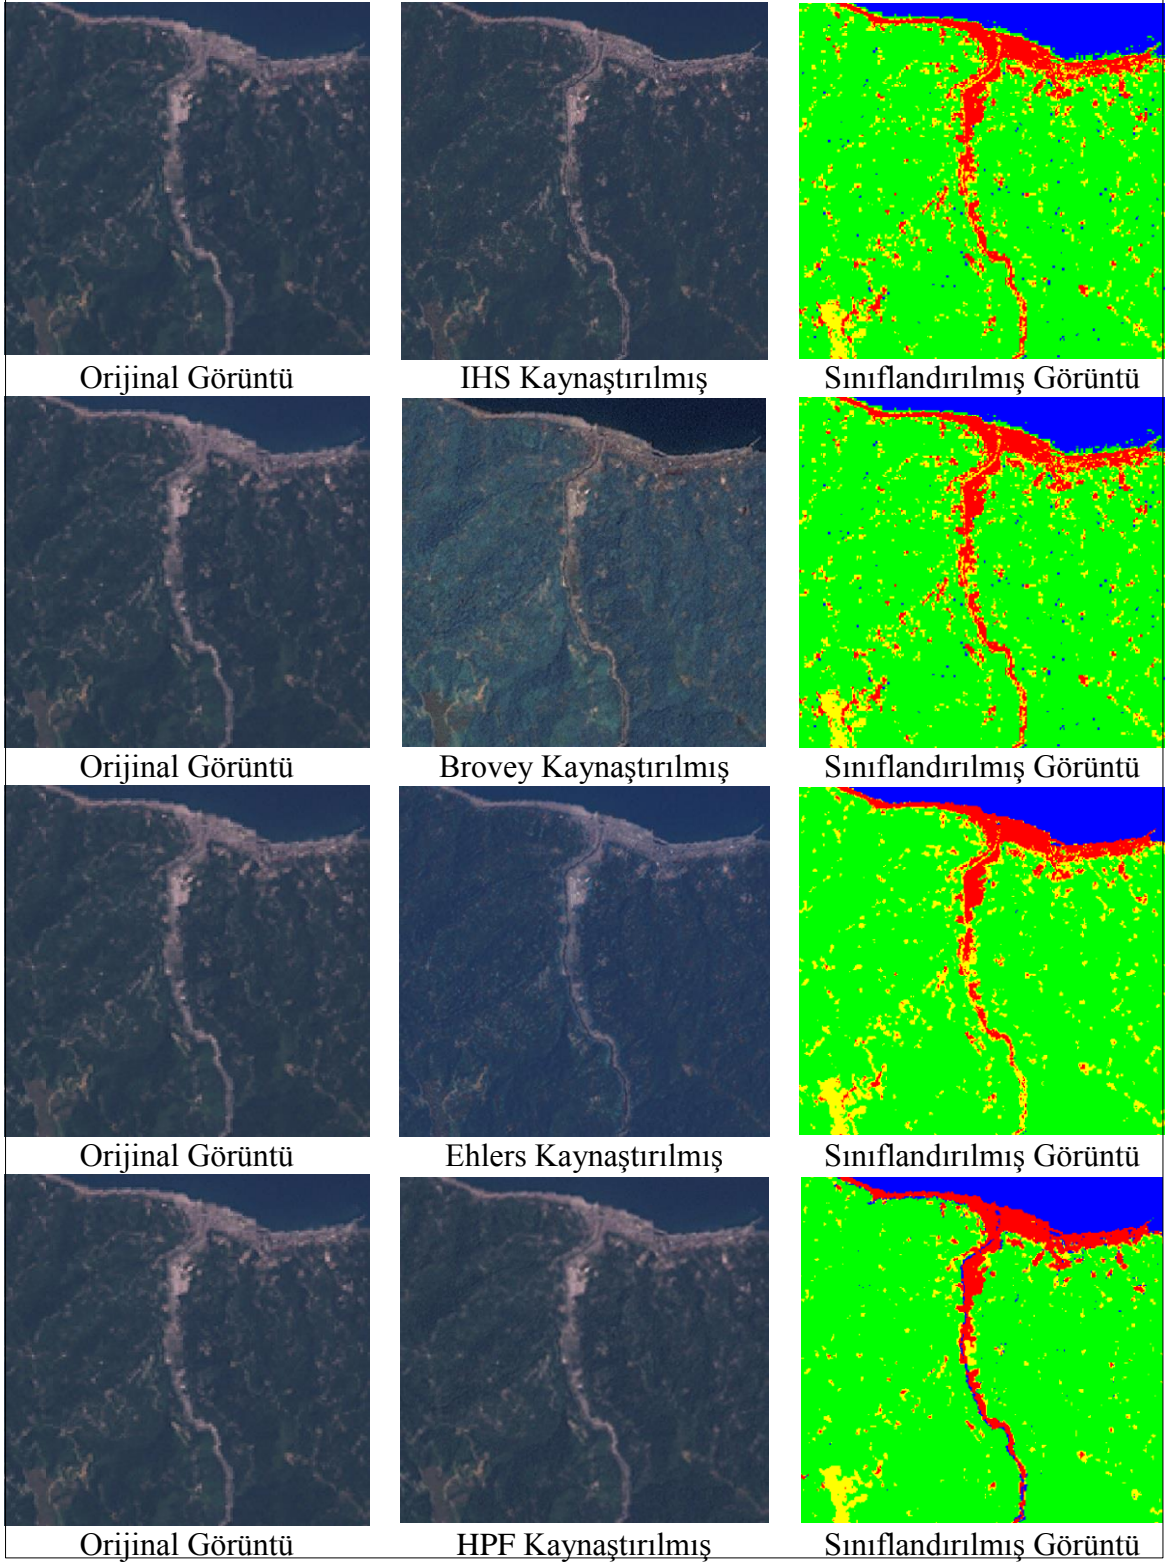 Orijinal Görüntü IHS Kaynaştırılmış Sınıflandırılmış Görüntü
Orijinal Görüntü Brovey Kaynaştırılmış Sınıflandırılmış Görüntü
Orijinal Görüntü Ehlers Kaynaştırılmış Sınıflandırılmış Görüntü
Orijinal Görüntü HPF Kaynaştırılmış Sınıflandırılmış Görüntü